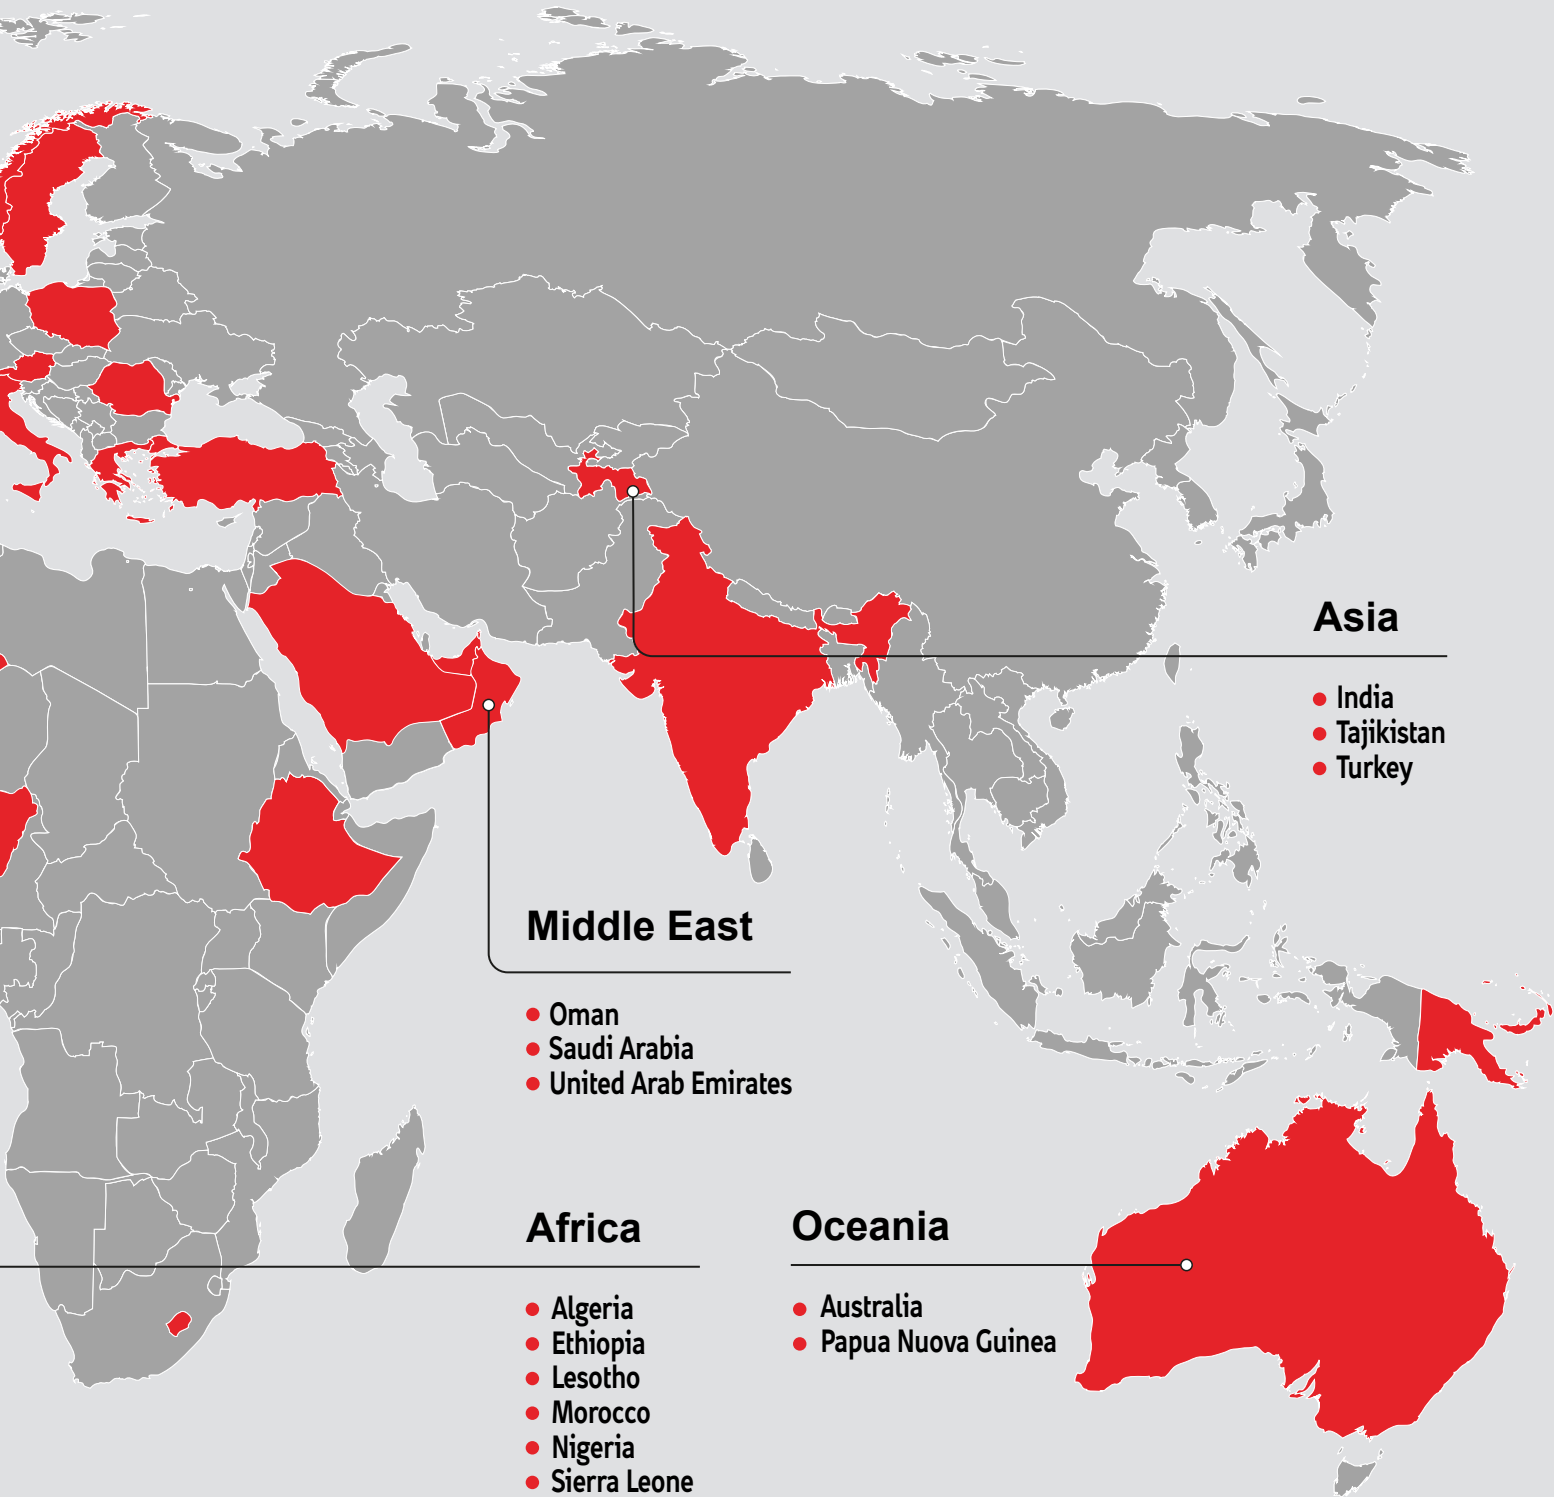 Asia
India
Tajikistan
Turkey
Middle East
Oman
Saudi Arabia
United Arab Emirates
Africa
Algeria
Ethiopia
Lesotho
Morocco
Nigeria
Sierra Leone
Oceania
Australia
Papua Nuova Guinea